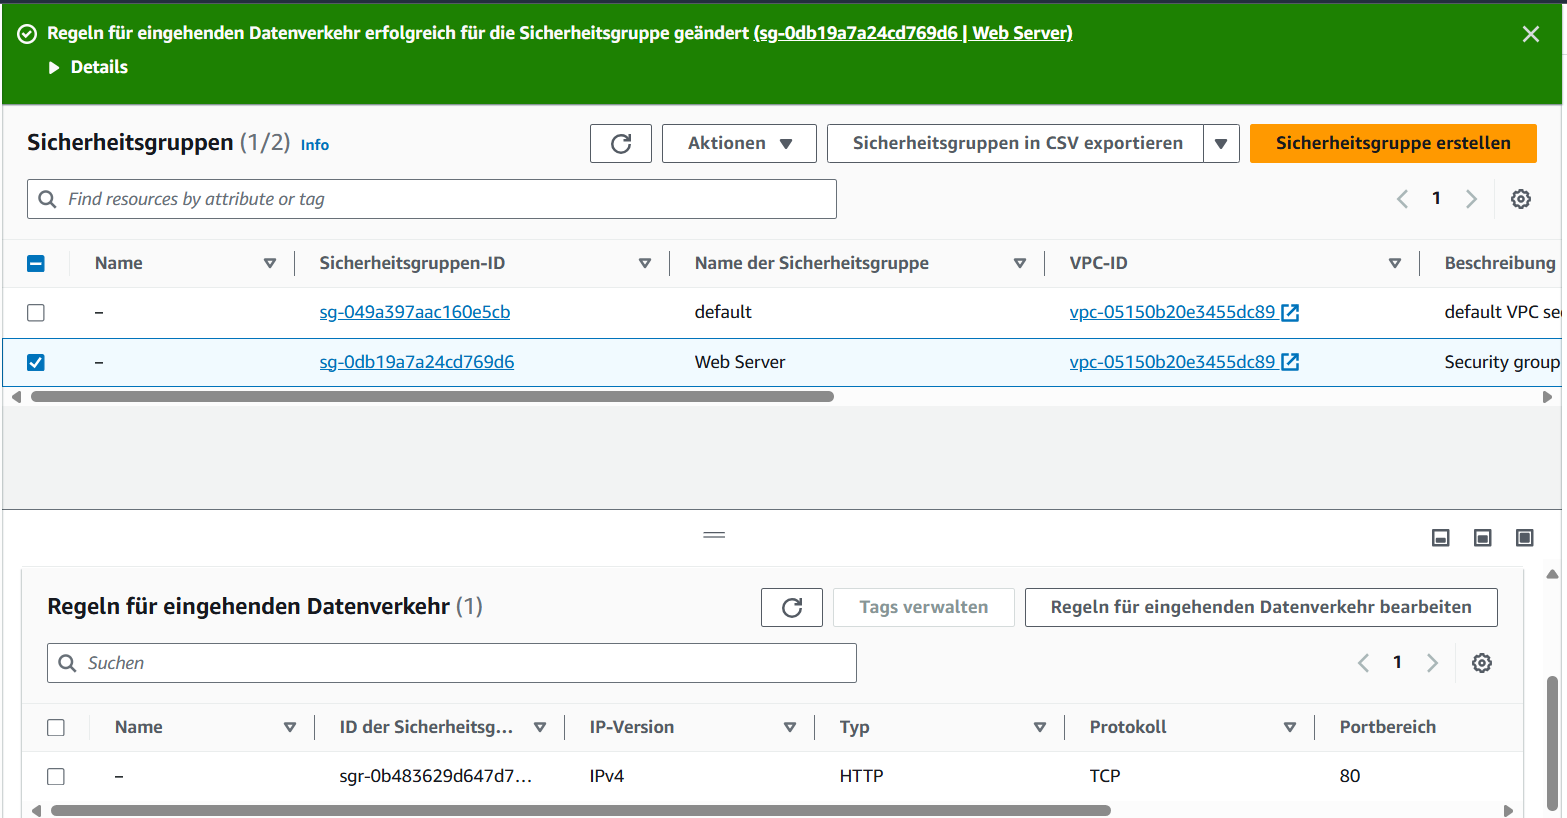 Regeln für eingehenden Datenverkehr erfolgreich für die Sicherheitsgruppe geändert (sg-0db19a7a24cd769d6 | Web Server)
Details
Sicherheitsgruppen (1/2) Info
Aktionen
Sicherheitsgruppen in CSV exportieren
Sicherheitsgruppe erstellen
Find resources by attribute or tag
1
Name Sicherheitsgruppen-ID Name der Sicherheitsgruppe VPC-ID Beschreibung
– sg-049a397aac160e5cb default vpc-05150b20e3455dc89 default VPC sec
– sg-0db19a7a24cd769d6 Web Server vpc-05150b20e3455dc89 Security group
Regeln für eingehenden Datenverkehr (1)
Tags verwalten
Regeln für eingehenden Datenverkehr bearbeiten
Suchen
1
Name ID der Sicherheitsg... IP-Version Typ Protokoll Portbereich
– sgr-0b483629d647d7... IPv4 HTTP TCP 80